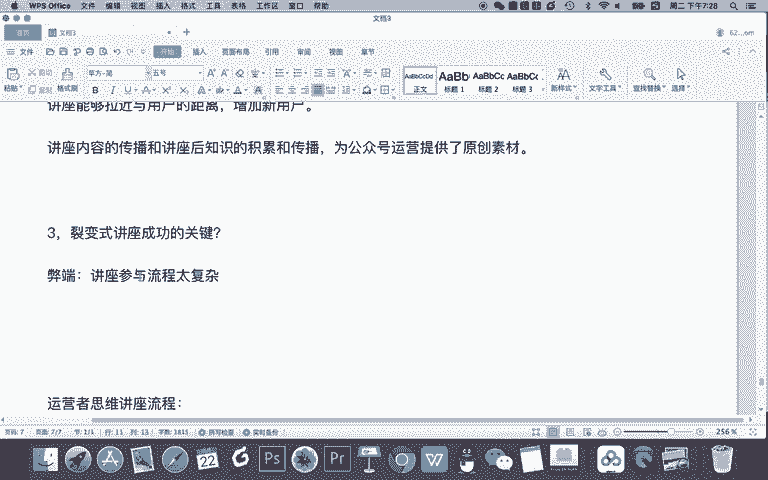 WPS Office 文件 编辑 视图 插入 格式 工具 表格 工作区 窗口 帮助 周二 下午7:28
文档3
首页 文档3 + 62...om
文件 开始 插入 页面布局 引用 审阅 视图 章节
粘贴 剪切 复制 格式刷 五号 B I U AaBbCcDd 正文 AaBb 标题 1 AaBbCc 标题 2 AaBbCc 标题 3 新样式 文字工具 查找替换 选择
讲座能够拉近与用户的距离，增加新用户。
讲座内容的传播和讲座后知识的积累和传播，为公众号运营提供了原创素材。
3，裂变式讲座成功的关键？
弊端：讲座参与流程太复杂
运营者思维讲座流程：
页码: 7 页面: 7/7 节: 1/1 行: 11 列: 13 字数: 1815 拼写检查 实时备份 256 %
22 Ps Pr